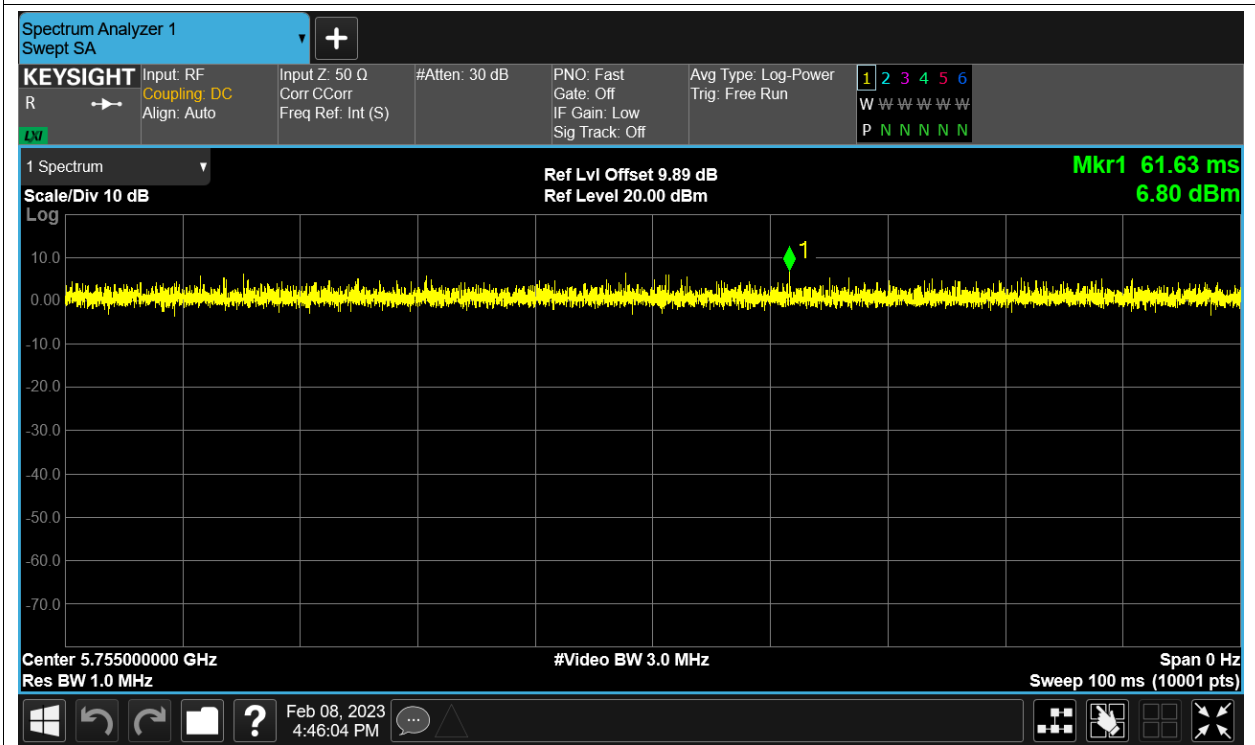 Spectrum Analyzer 1
Swept SA
KEYSIGHT
R
LXI
Input: RF
Coupling: DC
Align: Auto
Input Z: 50 Ω
Corr CCorr
Freq Ref: Int (S)
#Atten: 30 dB
PNO: Fast
Gate: Off
IF Gain: Low
Sig Track: Off
Avg Type: Log-Power
Trig: Free Run
1 2 3 4 5 6
W W W W W W
P N N N N N
1 Spectrum
Scale/Div 10 dB
Log
Ref Lvl Offset 9.89 dB
Ref Level 20.00 dBm
Mkr1 61.63 ms
6.80 dBm
1
10.0
0.00
-10.0
-20.0
-30.0
-40.0
-50.0
-60.0
-70.0
Center 5.755000000 GHz
#Video BW 3.0 MHz
Span 0 Hz
Res BW 1.0 MHz
Sweep 100 ms (10001 pts)
?
Feb 08, 2023
4:46:04 PM